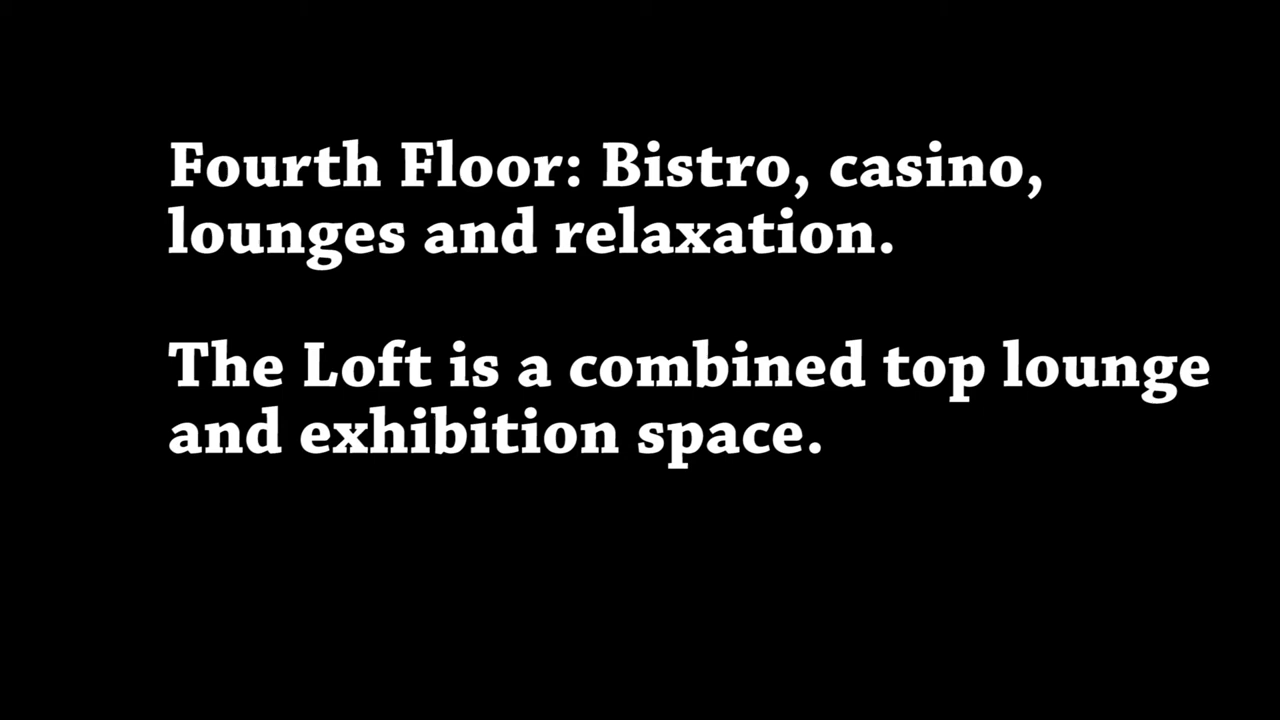 Fourth Floor: Bistro, casino,
lounges and relaxation.
The Loft is a combined top lounge
and exhibition space.